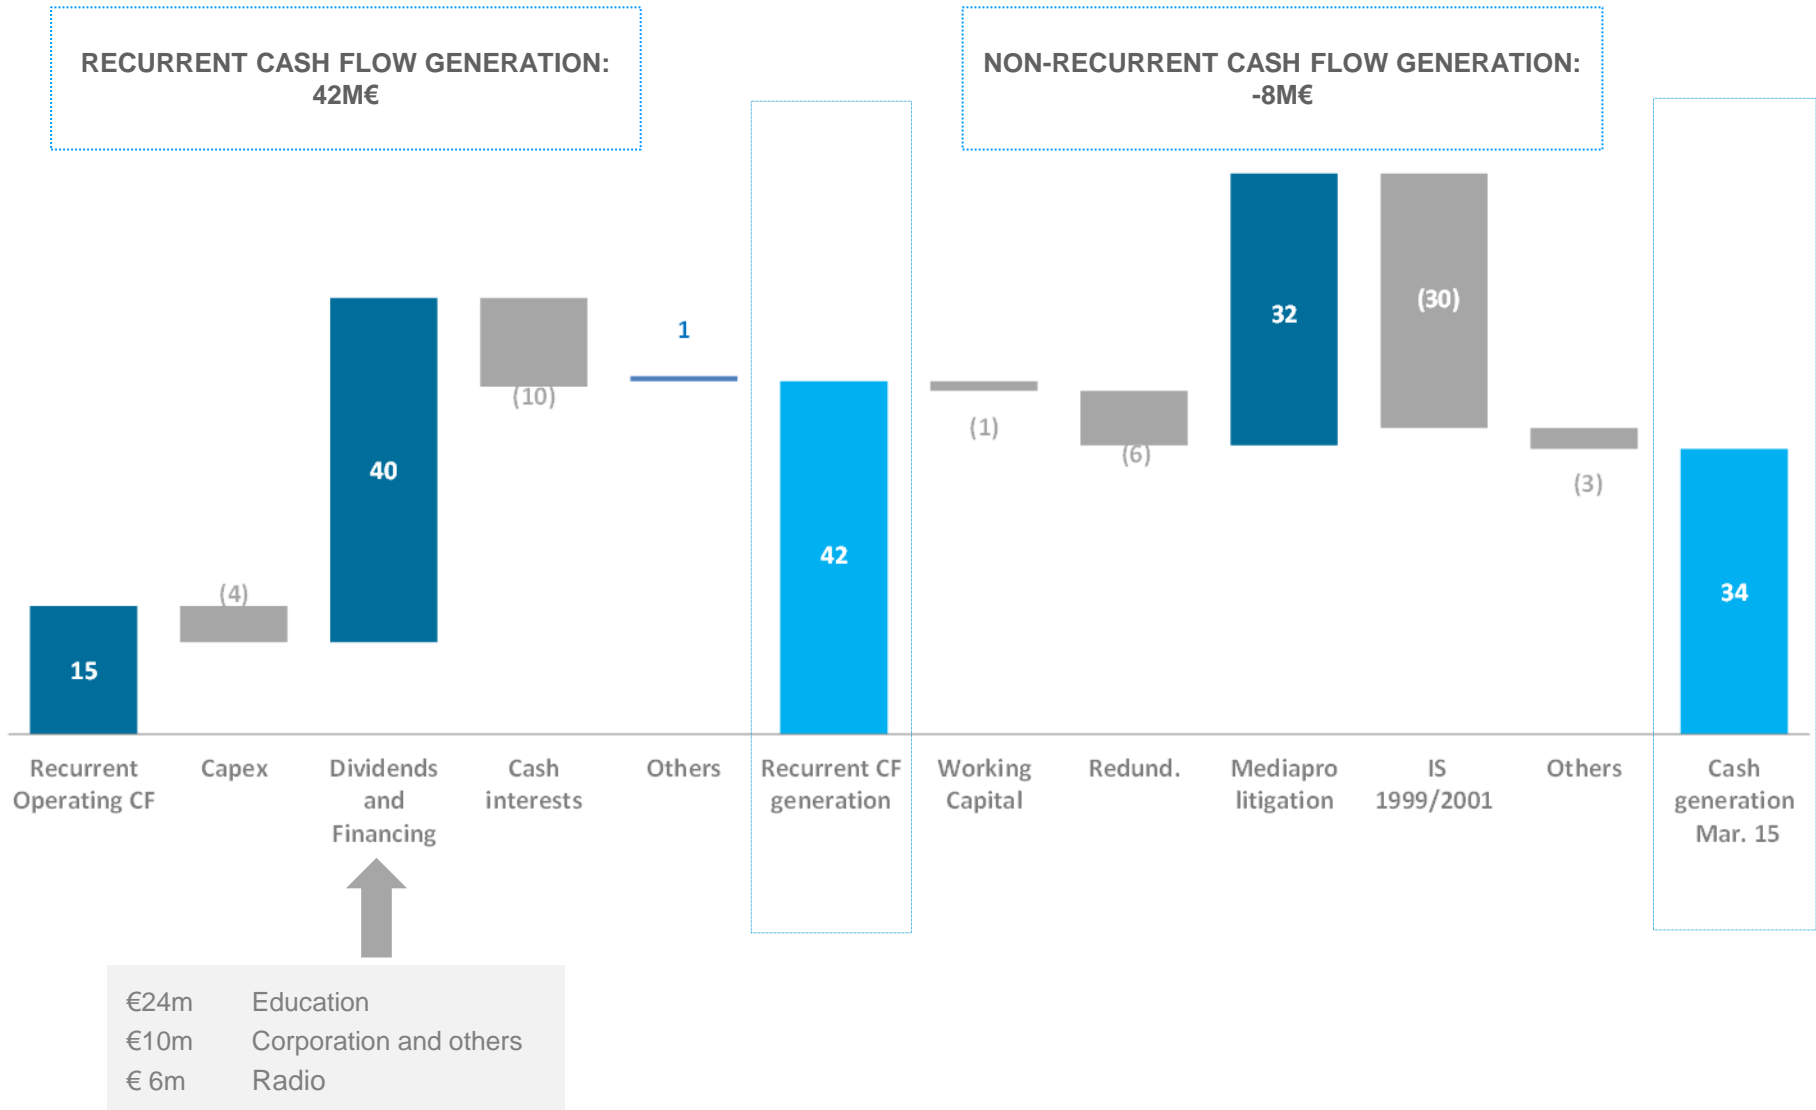 RECURRENT CASH FLOW GENERATION:
42M€
NON-RECURRENT CASH FLOW GENERATION:
-8M€
15
(4)
40
(10)
1
42
(1)
(6)
32
(30)
(3)
34
Recurrent
Operating CF
Capex
Dividends
and
Financing
Cash
interests
Others
Recurrent CF
generation
Working
Capital
Redund.
Mediapro
litigation
IS
1999/2001
Others
Cash
generation
Mar. 15
€24m Education
€10m Corporation and others
€ 6m Radio